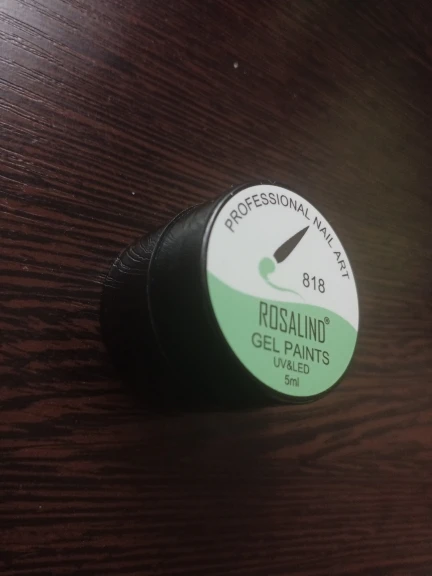 PROFESSIONAL NAIL ART
818
ROSALIND®
GEL PAINTS
UV&LED
5ml